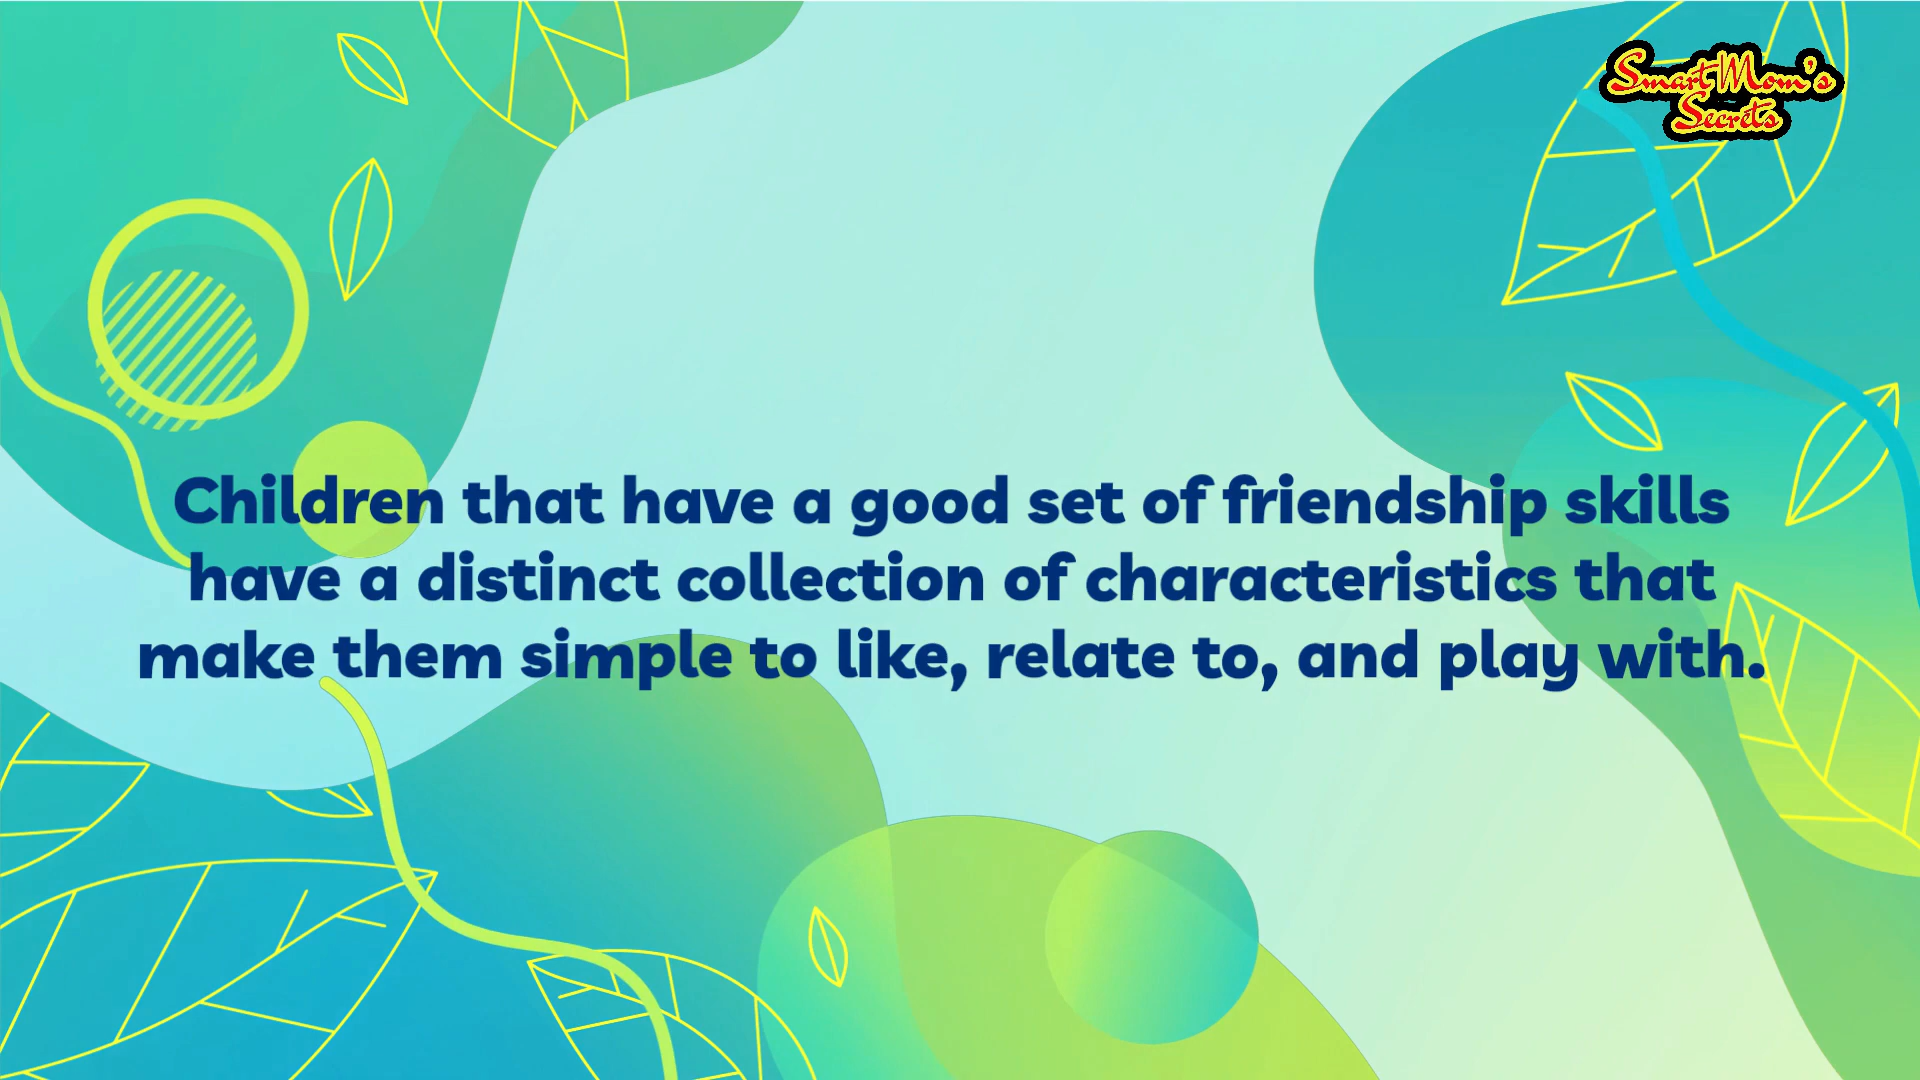 Smart Mom's
Secrets
Children that have a good set of friendship skills
have a distinct collection of characteristics that
make them simple to like, relate to, and play with.